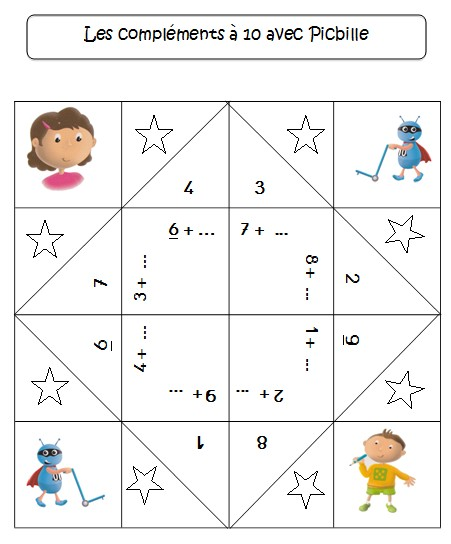 Les compléments à 10 avec Picbille
4 3
6 + ... 7 + ...
7 3 + ... 8 + ... 2
6 4 + ... 1 + ... 9
9 + ... 2 + ...
1 8